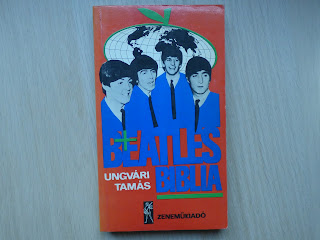 BEATLES
UNGVÁRI
TAMÁS
BIBLIA
ZENEMŰKIADÓ